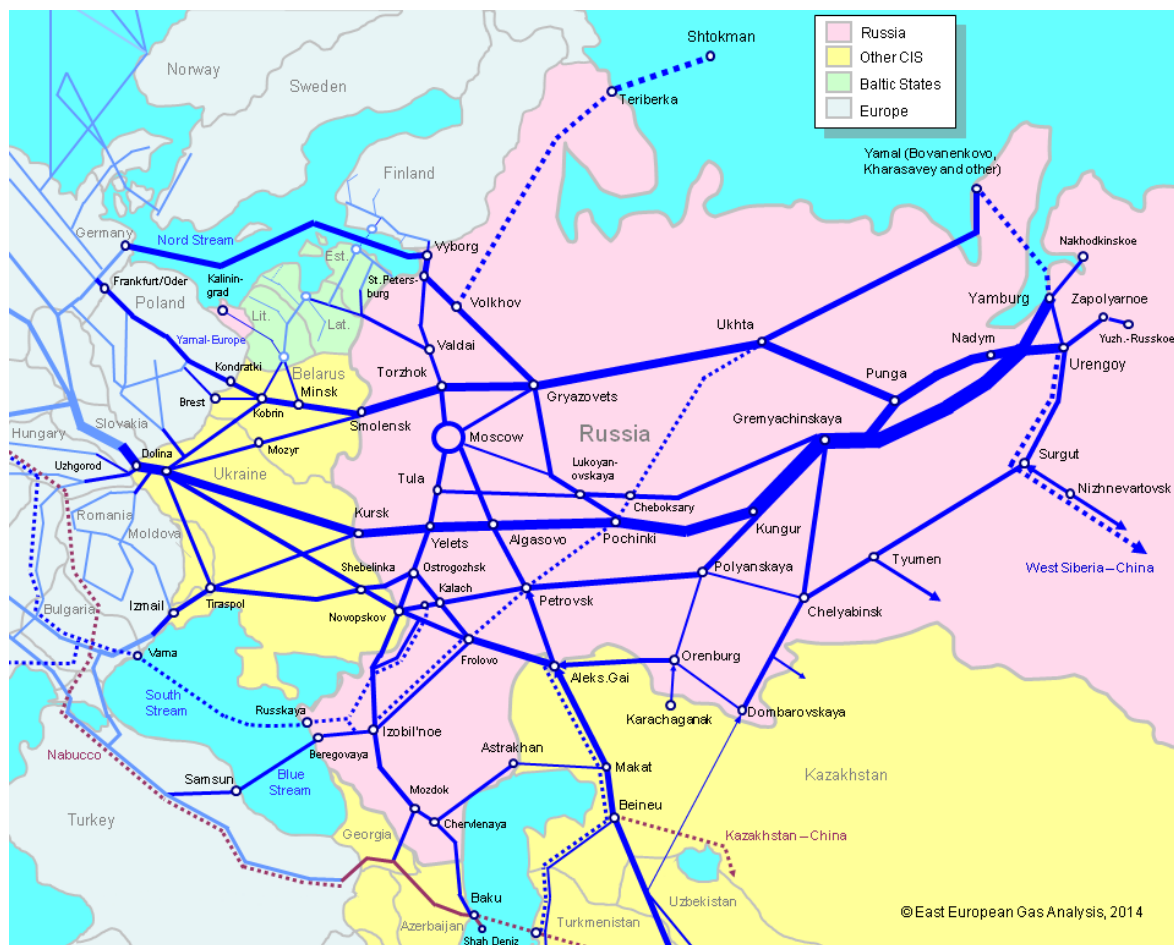 Russia
Other CIS
Baltic States
Europe
Shtokman
Norway
Sweden
Teriberka
Yamal (Bovanenkovo,
Kharasavey and other)
Finland
Germany
Nord Stream
Vyborg
Est.
Nakhodkinskoe
Frankfurt/Oder
Kalinin-
grad
St.Peters-
burg
Volkhov
Yamburg
Zapolyarnoe
Poland
Lit.
Lat.
Ukhta
Nadym
Yuzh.-Russkoe
Yamal-Europe
Valdai
Urengoy
Kondratki
Belarus
Torzhok
Punga
Brest
Minsk
Kobrin
Gryazovets
Smolensk
Gremyachinskaya
Slovakia
Moscow
Russia
Hungary
Dolina
Mozyr
Uzhgorod
Ukraine
Tula
Lukoyan-
ovskaya
Surgut
Cheboksary
Nizhnevartovsk
Romania
Kursk
Kungur
Moldova
Yelets
Algasovo
Pochinki
Tyumen
Shebelinka
Ostrogozhsk
Polyanskaya
West Siberia – China
Bulgaria
Izmail
Tiraspol
Kalach
Petrovsk
Chelyabinsk
Novopskov
Varna
Frolovo
Orenburg
Aleks.Gai
South
Stream
Russkaya
Karachaganak
Dombarovskaya
Izobil'noe
Nabucco
Beregovaya
Astrakhan
Samsun
Blue
Stream
Makat
Kazakhstan
Mozdok
Beineu
Turkey
Chervlenaya
Georgia
Kazakhstan – China
Baku
Uzbekistan
Azerbaijan
Turkmenistan
©East European Gas Analysis, 2014
Shah Deniz